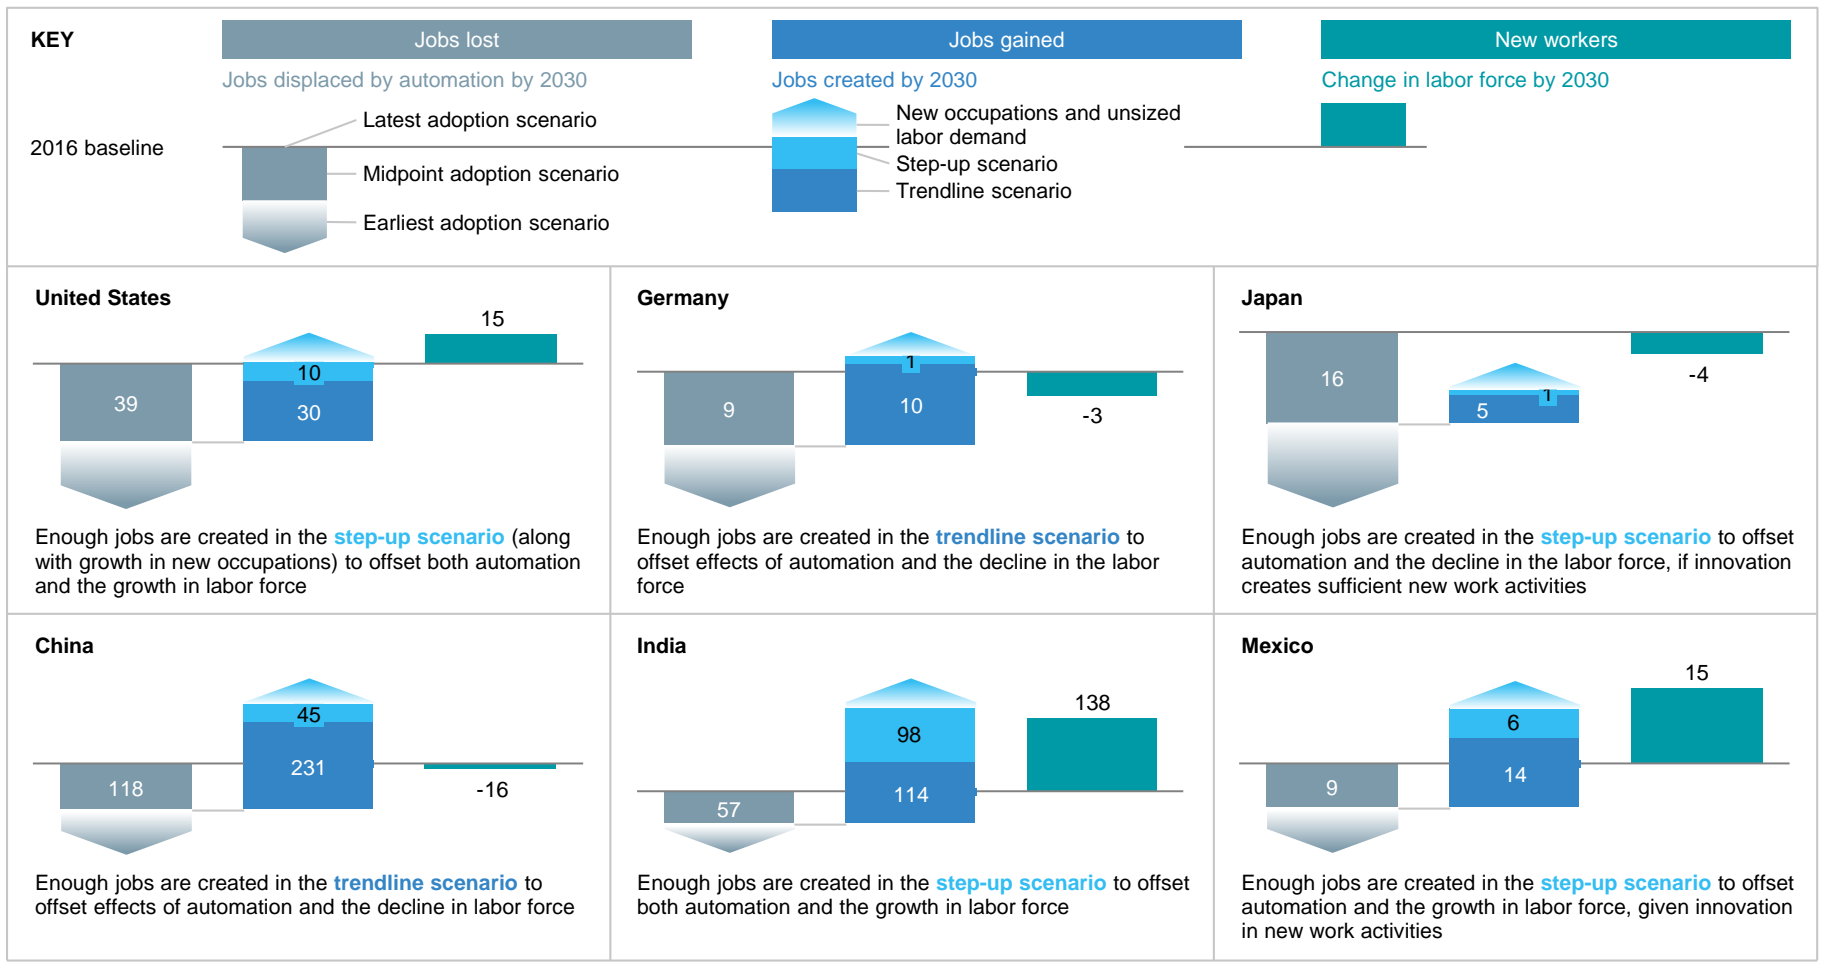 KEY
Jobs lost
Jobs gained
New workers
Jobs displaced by automation by 2030
Jobs created by 2030
Change in labor force by 2030
2016 baseline
Latest adoption scenario
Midpoint adoption scenario
Earliest adoption scenario
New occupations and unsized
labor demand
Step-up scenario
Trendline scenario
United States
39
10
30
15
Enough jobs are created in the step-up scenario (along
with growth in new occupations) to offset both automation
and the growth in labor force
Germany
9
1
10
-3
Enough jobs are created in the trendline scenario to
offset effects of automation and the decline in the labor
force
Japan
16
1
5
-4
Enough jobs are created in the step-up scenario to offset
automation and the decline in the labor force, if innovation
creates sufficient new work activities
China
118
45
231
-16
Enough jobs are created in the trendline scenario to
offset effects of automation and the decline in labor force
India
57
98
114
138
Enough jobs are created in the step-up scenario to offset
both automation and the growth in labor force
Mexico
9
6
14
15
Enough jobs are created in the step-up scenario to offset
automation and the growth in labor force, given innovation
in new work activities